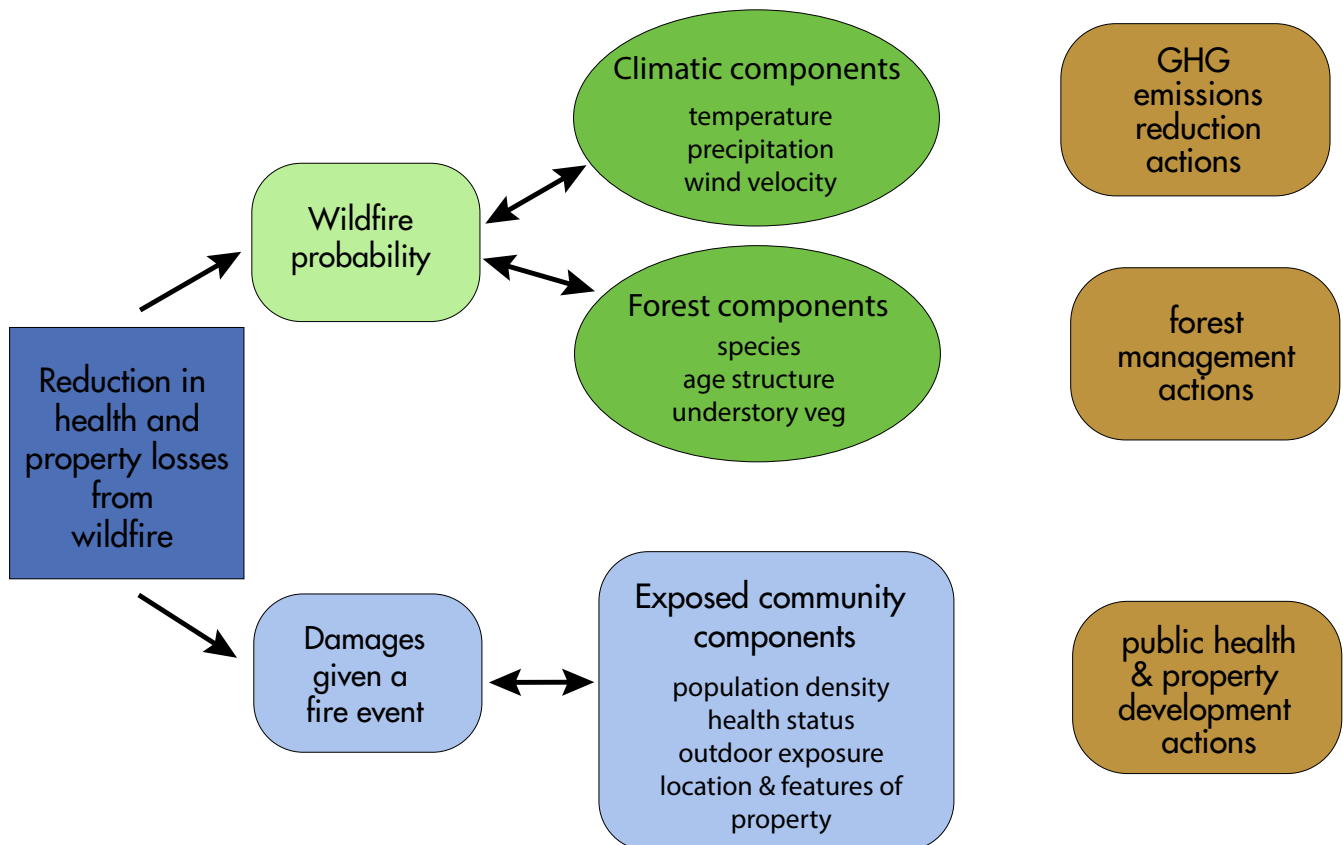 Climatic components
temperature
precipitation
wind velocity
GHG
emissions
reduction
actions
Wildfire
probability
Forest components
species
age structure
understory veg
forest
management
actions
Reduction in
health and
property losses
from
wildfire
Damages
given a
fire event
Exposed community
components
population density
health status
outdoor exposure
location & features of
property
public health
& property
development
actions